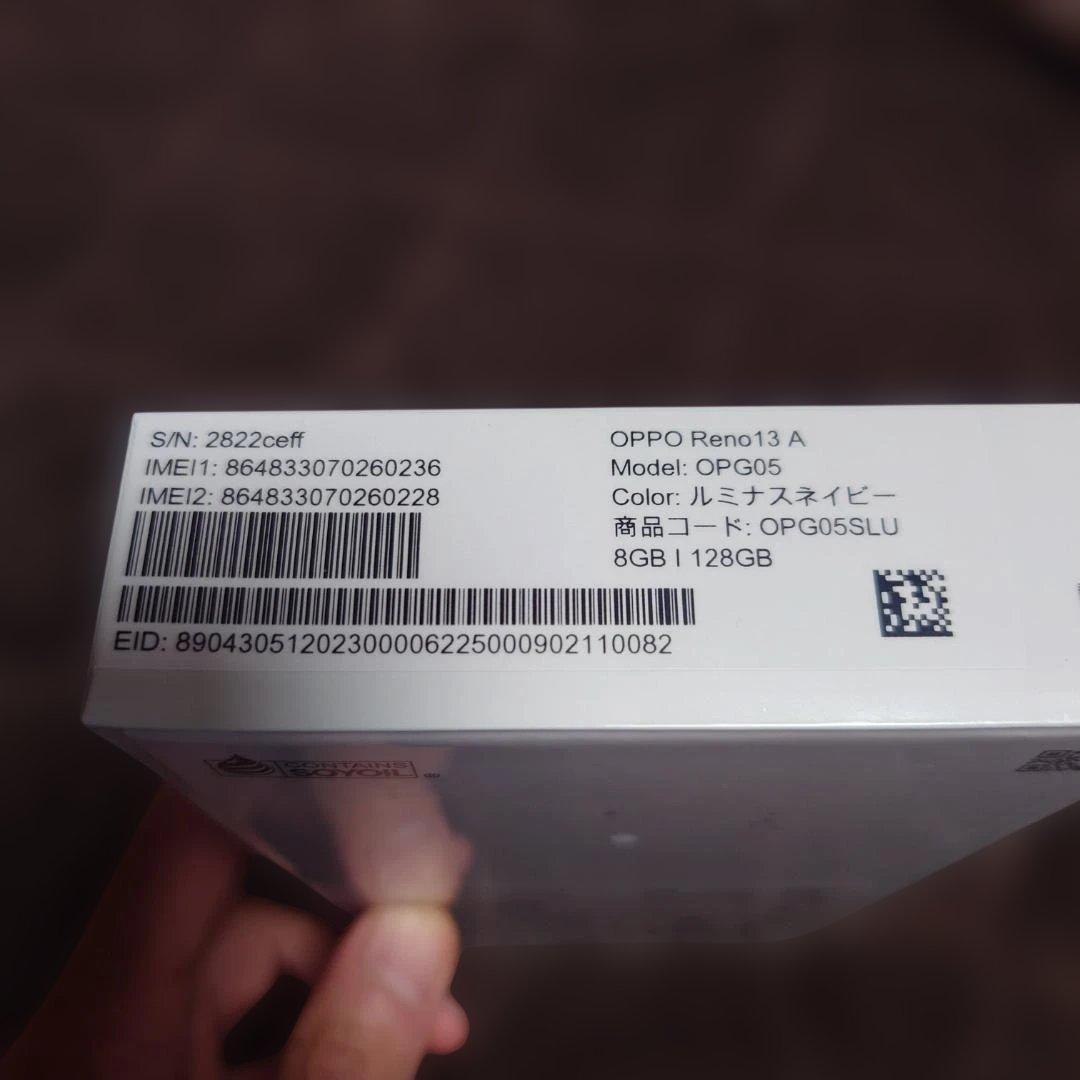 S/N: 2822ceff
IMEI1: 864833070260236
IMEI2: 864833070260228
EID: 89043051202300006225000902110082
OPPO Reno13 A
Model: OPG05
Color: ルミナスネイビー
商品コード: OPG05SLU
8GB | 128GB
CONTAINS
SOYOIL